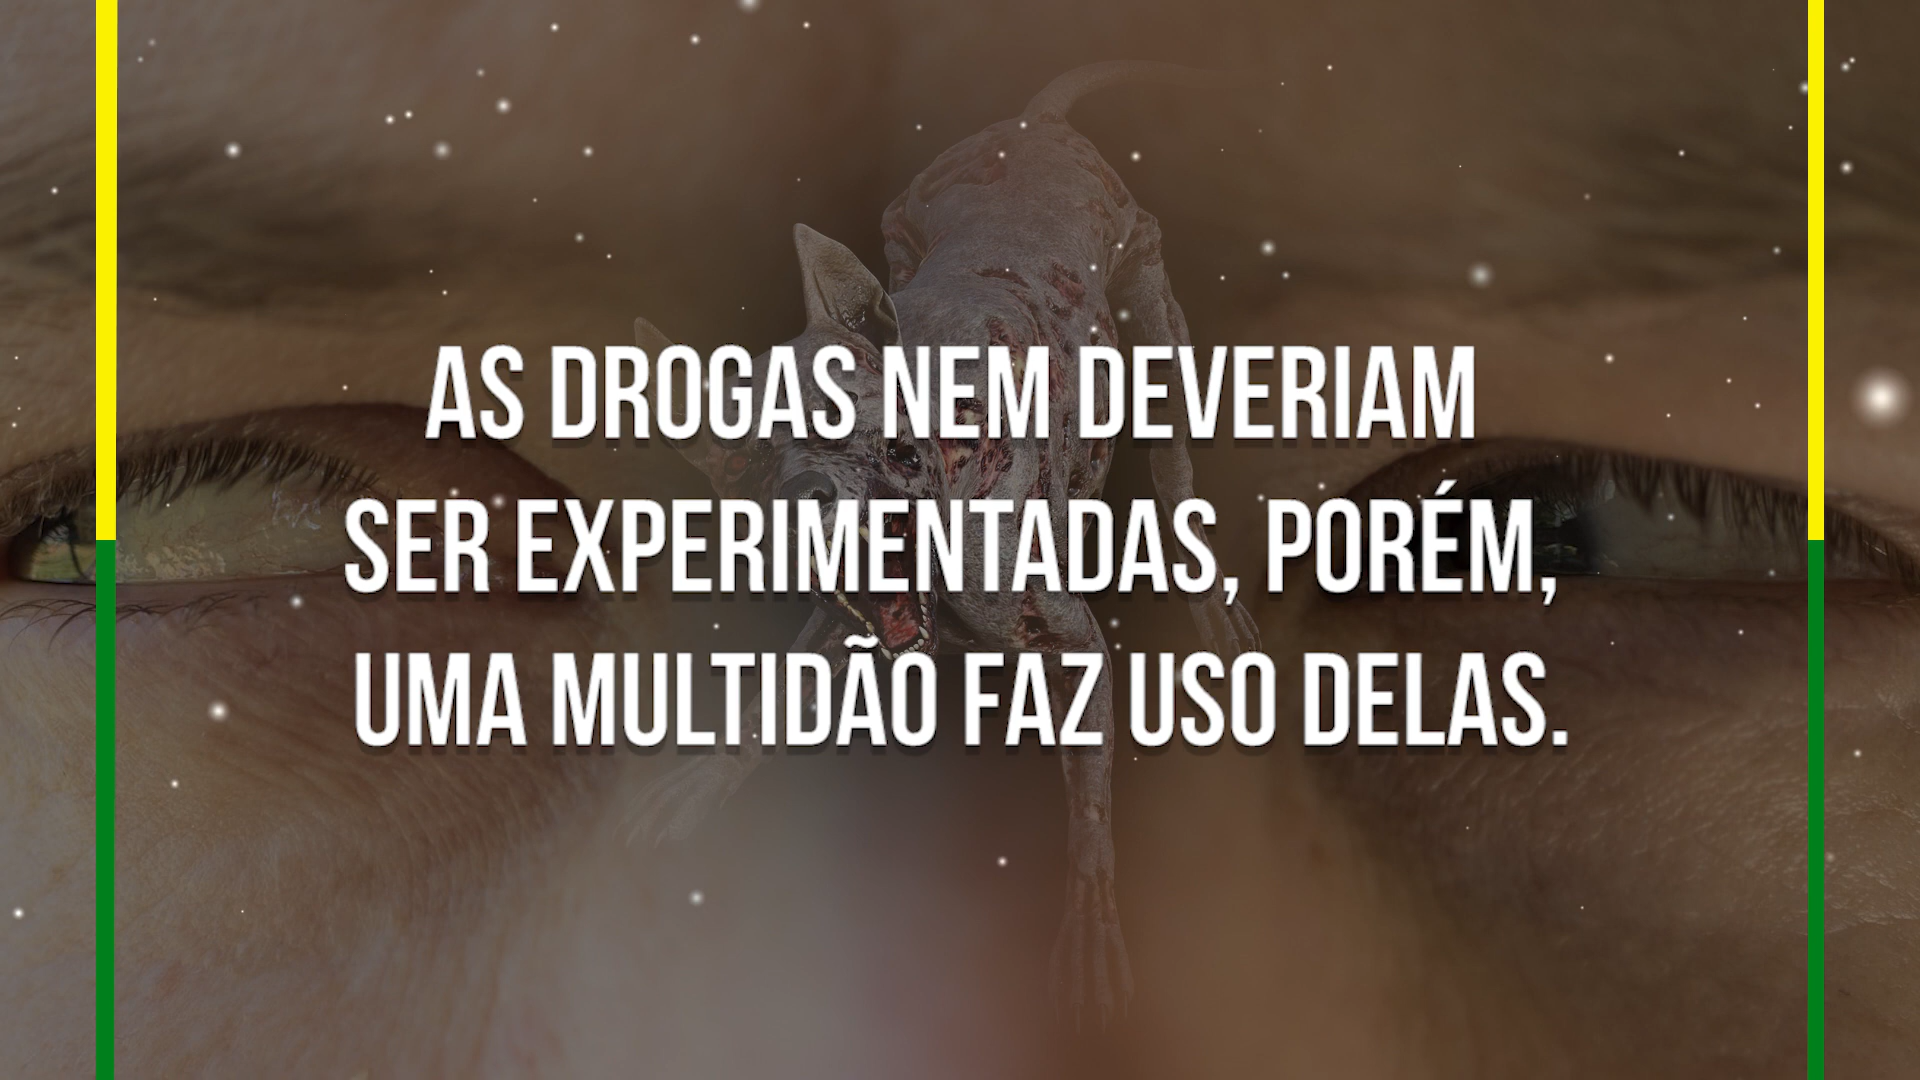 AS DROGAS NEM DEVERIAM
SER EXPERIMENTADAS, PORÉM,
UMA MULTIDÃO FAZ USO DELAS.